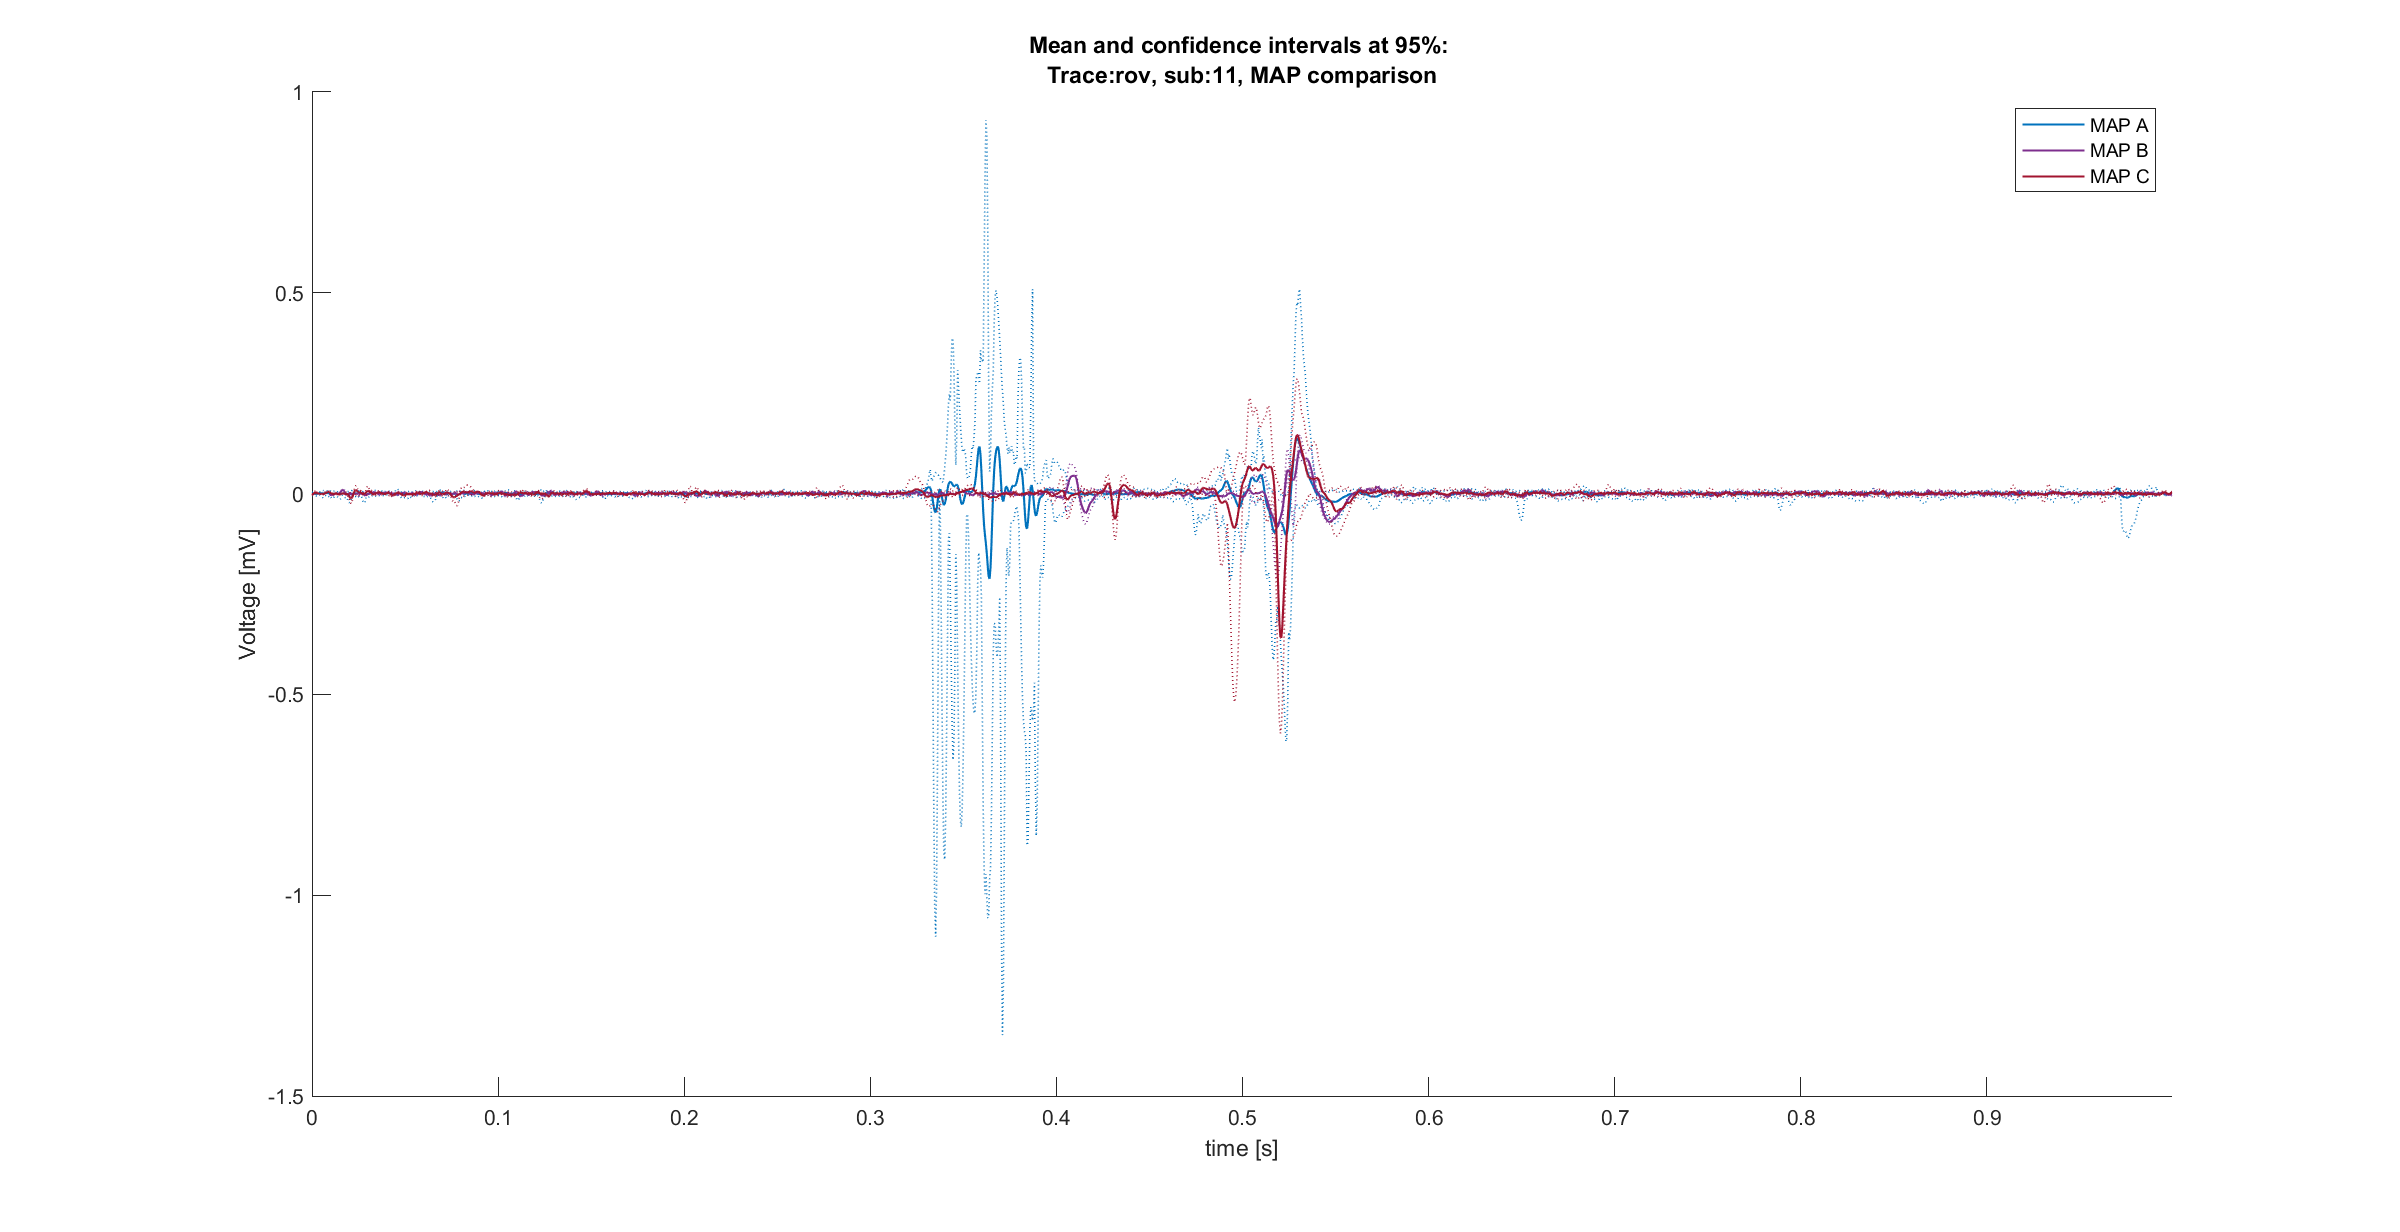 Mean and confidence intervals at 95%:
Trace:rov, sub:11, MAP comparison
MAP A
MAP B
MAP C
1
0.5
0
-0.5
-1
-1.5
Voltage [mV]
0 0.1 0.2 0.3 0.4 0.5 0.6 0.7 0.8 0.9
time [s]